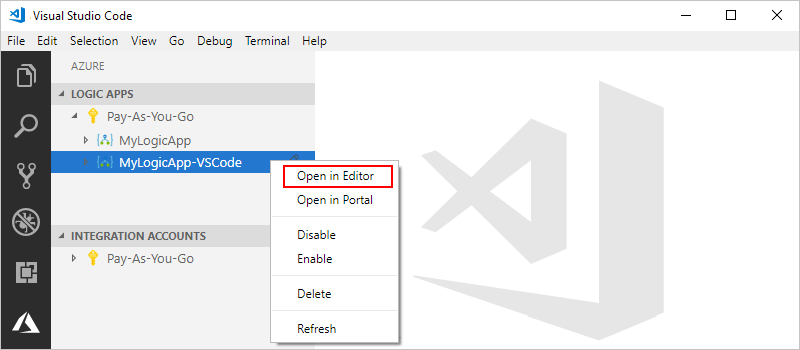 Visual Studio Code
File Edit Selection View Go Debug Terminal Help
AZURE
LOGIC APPS
Pay-As-You-Go
MyLogicApp
MyLogicApp-VSCode
Open in Editor
Open in Portal
Disable
Enable
Delete
Refresh
INTEGRATION ACCOUNTS
Pay-As-You-Go